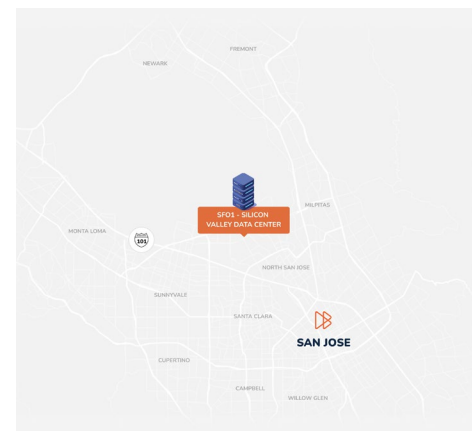 FREMONT
NEWARK
SFO1 - SILICON
VALLEY DATA CENTER
MILPITAS
MONTA LOMA
101
NORTH SAN JOSE
SUNNYVALE
SANTA CLARA
SAN JOSE
CUPERTINO
CAMPBELL
WILLOW GLEN